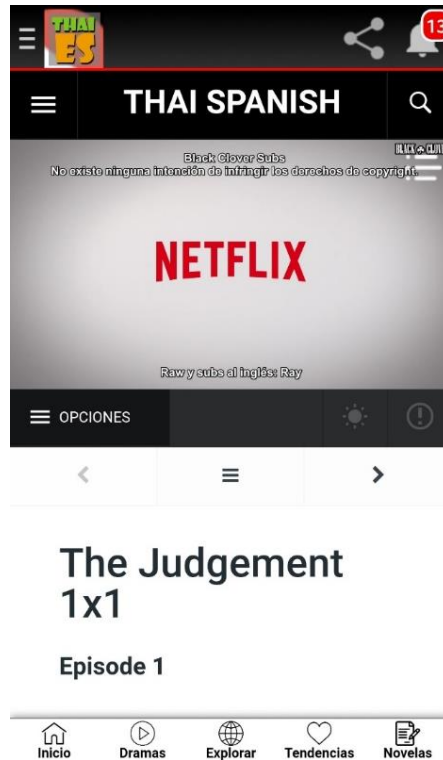 THAI
ES
13
THAI SPANISH
Black Clover Subs
No existe ninguna intención de infringir los derechos de copyright.
NETFLIX
Raw y subs al inglés: Ray
OPCIONES
The Judgement
1x1
Episode 1
Inicio
Dramas
Explorar
Tendencias
Novelas